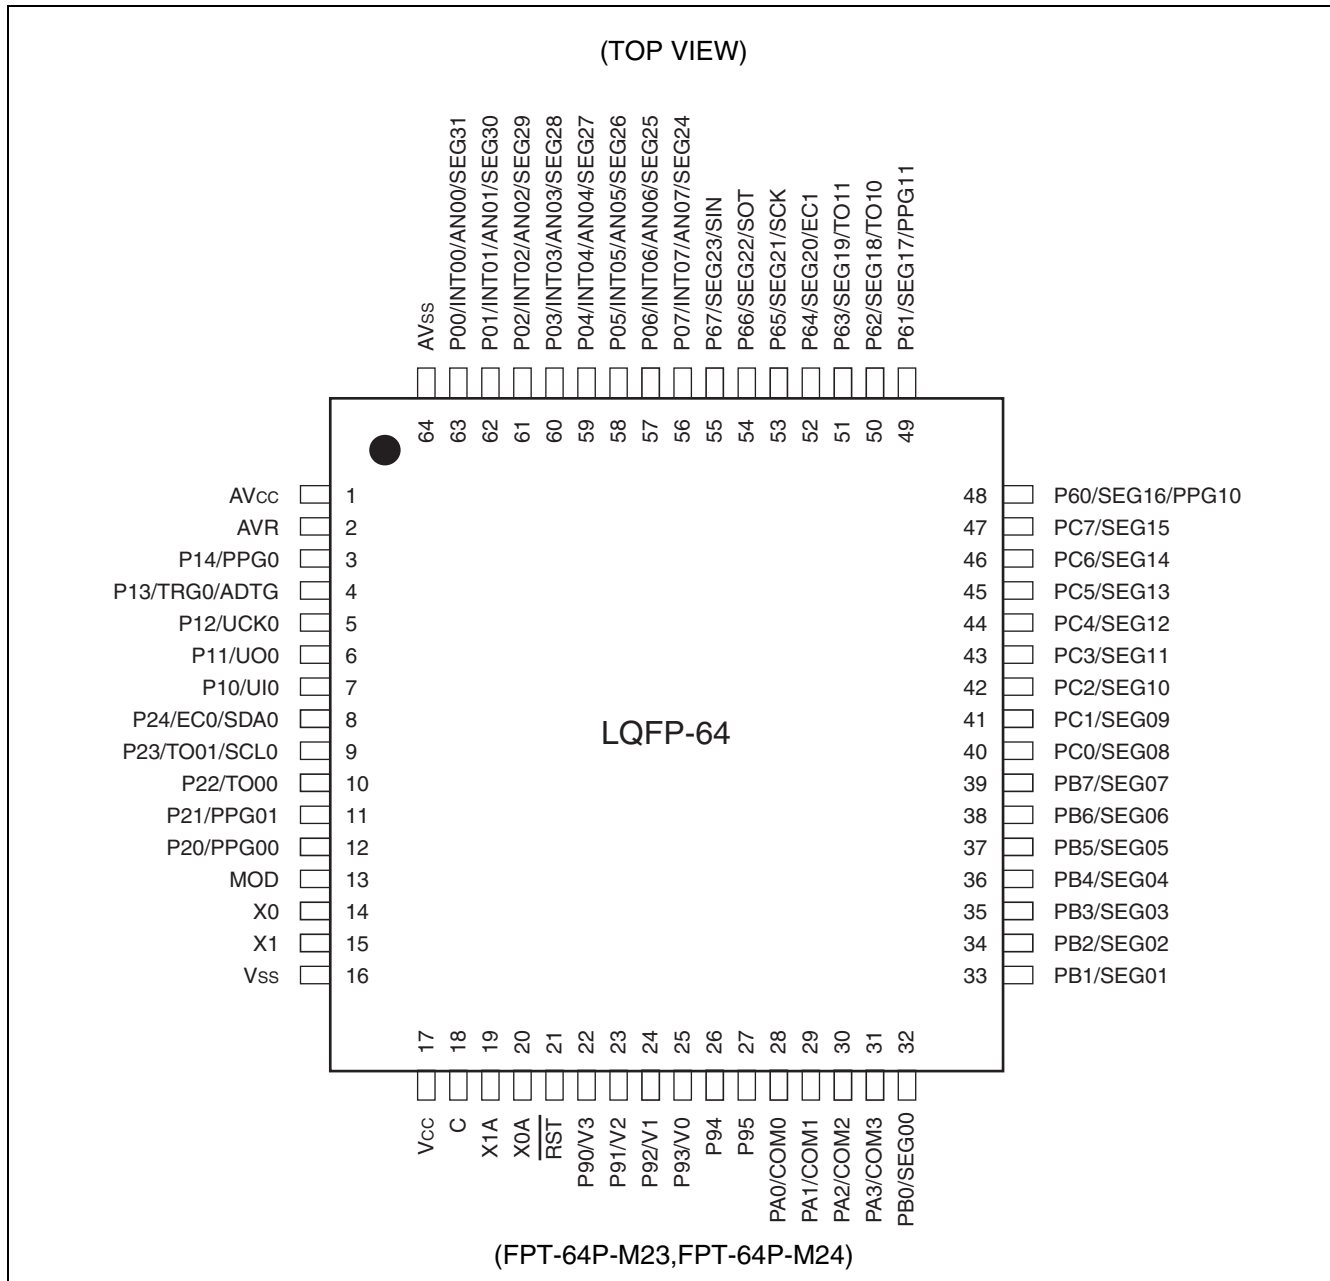 (TOP VIEW)
AVss
P00/INT00/AN00/SEG31
P01/INT01/AN01/SEG30
P02/INT02/AN02/SEG29
P03/INT03/AN03/SEG28
P04/INT04/AN04/SEG27
P05/INT05/AN05/SEG26
P06/INT06/AN06/SEG25
P07/INT07/AN07/SEG24
P67/SEG23/SIN
P66/SEG22/SOT
P65/SEG21/SCK
P64/SEG20/EC1
P63/SEG19/TO11
P62/SEG18/TO10
P61/SEG17/PPG11
64
63
62
61
60
59
58
57
56
55
54
53
52
51
50
49
AVcc 1
AVR 2
P14/PPG0 3
P13/TRG0/ADTG 4
P12/UCK0 5
P11/UO0 6
P10/UI0 7
P24/EC0/SDA0 8
P23/TO01/SCL0 9
P22/TO00 10
P21/PPG01 11
P20/PPG00 12
MOD 13
X0 14
X1 15
Vss 16
LQFP-64
48 P60/SEG16/PPG10
47 PC7/SEG15
46 PC6/SEG14
45 PC5/SEG13
44 PC4/SEG12
43 PC3/SEG11
42 PC2/SEG10
41 PC1/SEG09
40 PC0/SEG08
39 PB7/SEG07
38 PB6/SEG06
37 PB5/SEG05
36 PB4/SEG04
35 PB3/SEG03
34 PB2/SEG02
33 PB1/SEG01
17
18
19
20
21
22
23
24
25
26
27
28
29
30
31
32
Vcc
C
X1A
X0A
RST
P90/V3
P91/V2
P92/V1
P93/V0
P94
P95
PA0/COM0
PA1/COM1
PA2/COM2
PA3/COM3
PB0/SEG00
(FPT-64P-M23,FPT-64P-M24)